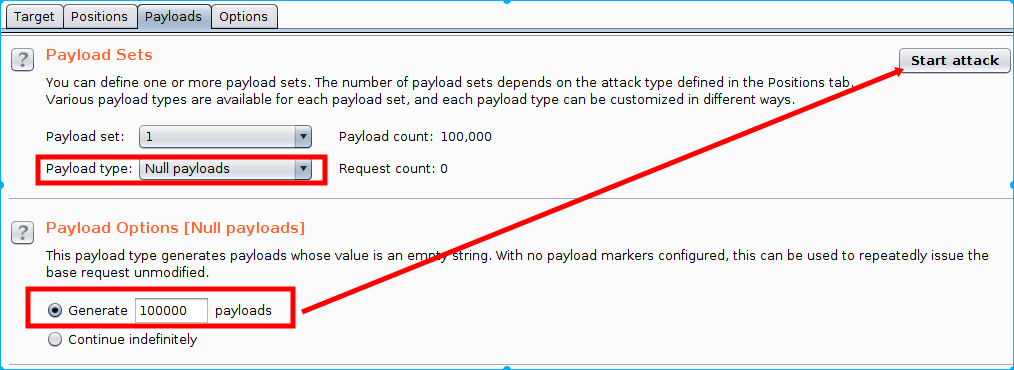 Target Positions Payloads Options
? Payload Sets Start attack
You can define one or more payload sets. The number of payload sets depends on the attack type defined in the Positions tab.
Various payload types are available for each payload set, and each payload type can be customized in different ways.
Payload set: 1 Payload count: 100,000
Payload type: Null payloads Request count: 0
? Payload Options [Null payloads]
This payload type generates payloads whose value is an empty string. With no payload markers configured, this can be used to repeatedly issue the
base request unmodified.
Generate 100000 payloads
Continue indefinitely